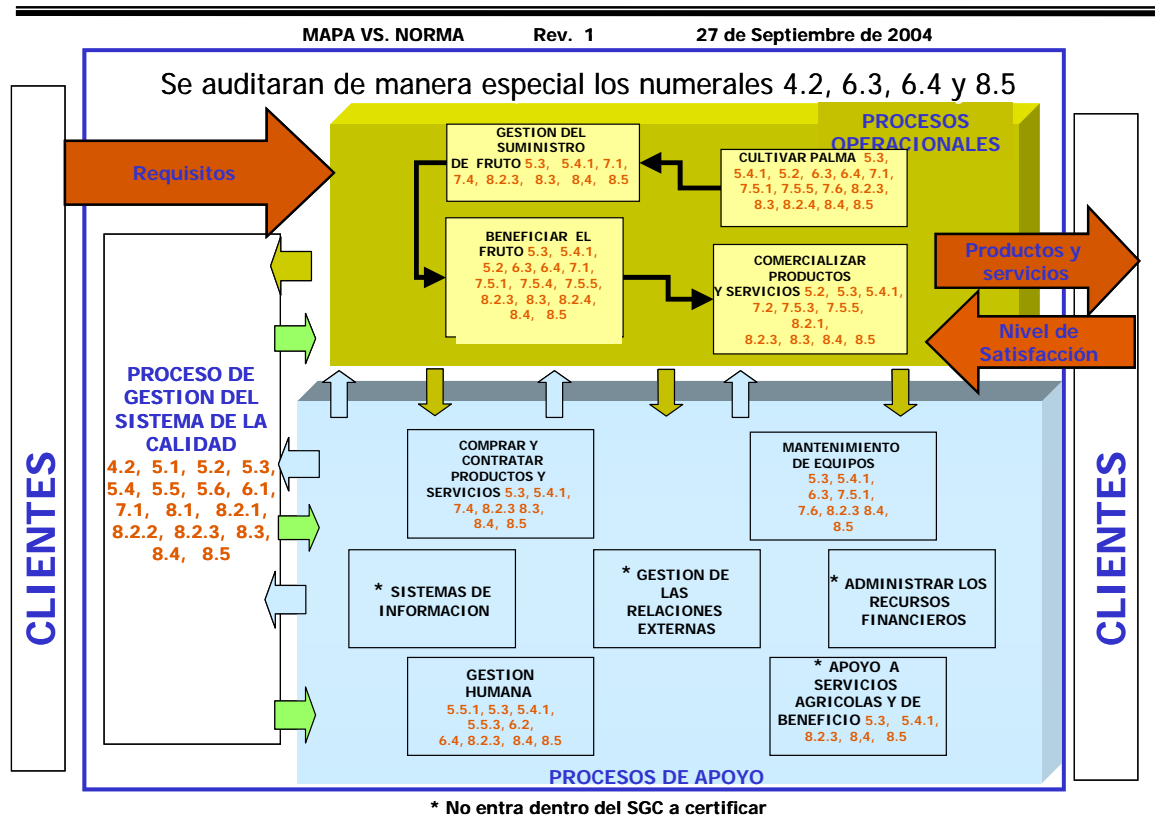 MAPA VS. NORMA Rev. 1 27 de Septiembre de 2004
Se auditaran de manera especial los numerales 4.2, 6.3, 6.4 y 8.5
CLIENTES
Requisitos
PROCESOS
OPERACIONALES
GESTION DEL
SUMINISTRO
DE FRUTO 5.3, 5.4.1, 7.1,
7.4, 8.2.3, 8.3, 8,4, 8.5
CULTIVAR PALMA 5.3,
5.4.1, 5.2, 6.3, 6.4, 7.1,
7.5.1, 7.5.5, 7.6, 8.2.3,
8.3, 8.2.4, 8.4, 8.5
BENEFICIAR EL
FRUTO 5.3, 5.4.1,
5.2, 6.3, 6.4, 7.1,
7.5.1, 7.5.4, 7.5.5,
8.2.3, 8.3, 8.2.4,
8.4, 8.5
COMERCIALIZAR
PRODUCTOS
Y SERVICIOS 5.2, 5.3, 5.4.1,
7.2, 7.5.3, 7.5.5,
8.2.1,
8.2.3, 8.3, 8.4, 8.5
Productos y
servicios
Nivel de
Satisfacción
CLIENTES
PROCESO DE
GESTION DEL
SISTEMA DE LA
CALIDAD
4.2, 5.1, 5.2, 5.3,
5.4, 5.5, 5.6, 6.1,
7.1, 8.1, 8.2.1,
8.2.2, 8.2.3, 8.3,
8.4, 8.5
COMPRAR Y
CONTRATAR
PRODUCTOS Y
SERVICIOS 5.3, 5.4.1,
7.4, 8.2.3 8.3,
8.4, 8.5
MANTENIMIENTO
DE EQUIPOS
5.3, 5.4.1,
6.3, 7.5.1,
7.6, 8.2.3 8.4,
8.5
* SISTEMAS DE
INFORMACION
* GESTION DE
LAS
RELACIONES
EXTERNAS
* ADMINISTRAR LOS
RECURSOS
FINANCIEROS
GESTION
HUMANA
5.5.1, 5.3, 5.4.1,
5.5.3, 6.2,
6.4, 8.2.3, 8.4, 8.5
* APOYO A
SERVICIOS
AGRICOLAS Y DE
BENEFICIO 5.3, 5.4.1,
8.2.3, 8,4, 8.5
PROCESOS DE APOYO
* No entra dentro del SGC a certificar